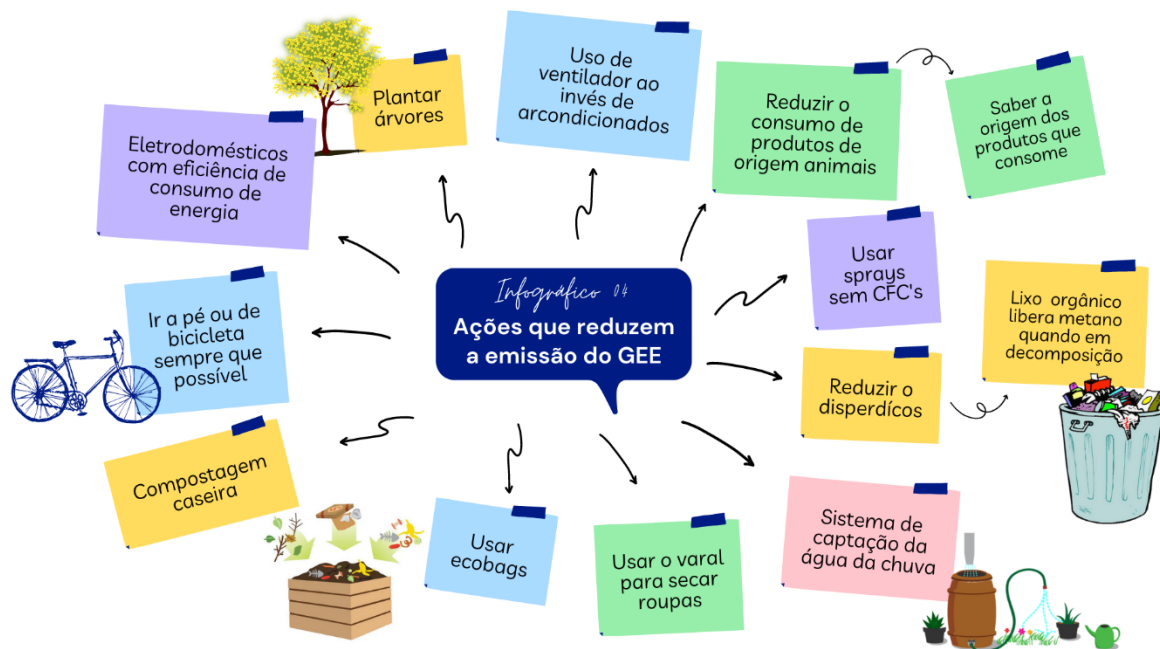 Infográfico 04
Ações que reduzem
a emissão do GEE
Plantar
árvores
Uso de
ventilador ao
invés de
arcondicionados
Reduzir o
consumo de
produtos de
origem animais
Saber a
origem dos
produtos que
consome
Eletrodomésticos
com eficiência de
consumo de
energia
Usar
sprays
sem CFC's
Lixo orgânico
libera metano
quando em
decomposição
Ir a pé ou de
bicicleta
sempre que
possível
Reduzir o
disperdícos
Compostagem
caseira
Usar
ecobags
Usar o varal
para secar
roupas
Sistema de
captação da
água da chuva